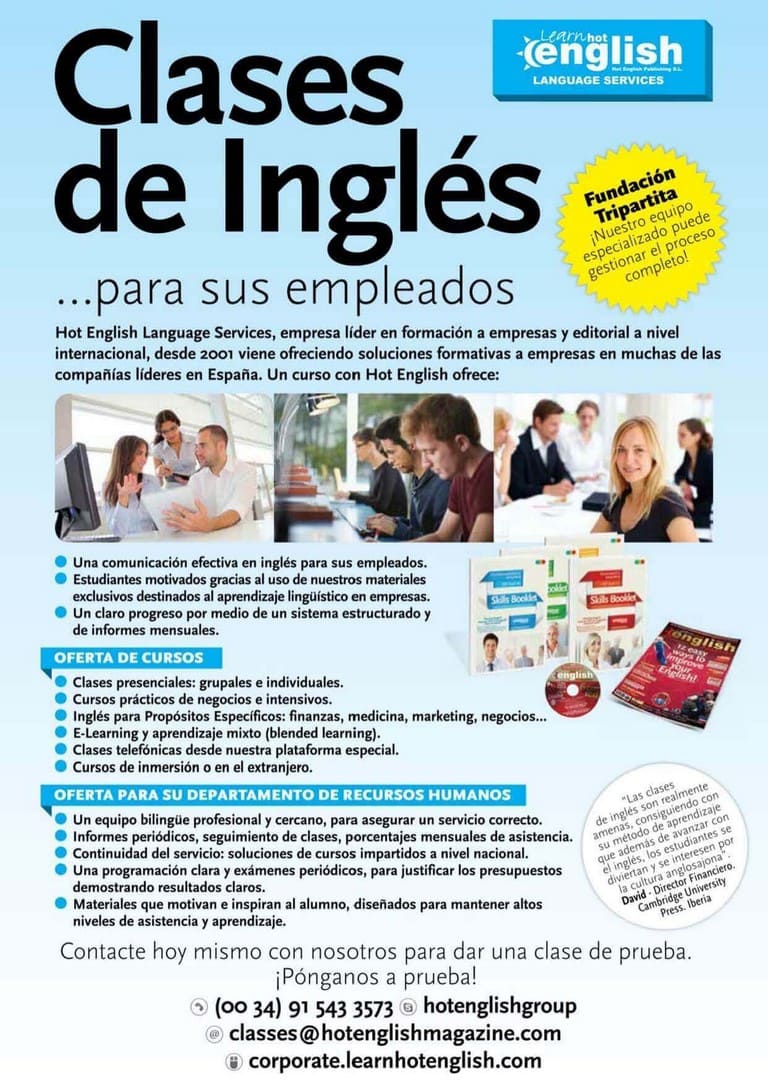 Clases
de Inglés
...para sus empleados
Learn hot
english
Hot English Publishing S.L.
LANGUAGE SERVICES
Fundación
Tripartita
¡Nuestro equipo
especializado puede
gestionar el proceso
completo!
Hot English Language Services, empresa líder en formación a empresas y editorial a nivel
internacional, desde 2001 viene ofreciendo soluciones formativas a empresas en muchas de las
compañías líderes en España. Un curso con Hot English ofrece:
Una comunicación efectiva en inglés para sus empleados.
Estudiantes motivados gracias al uso de nuestros materiales
exclusivos destinados al aprendizaje lingüístico en empresas.
Un claro progreso por medio de un sistema estructurado y
de informes mensuales.
Skills Booklet
Booklet
Skills Booklet
english
english
12 easy
ways to
improve
your
English!
OFERTA DE CURSOS
Clases presenciales: grupales e individuales.
Cursos prácticos de negocios e intensivos.
Inglés para Propósitos Específicos: finanzas, medicina, marketing, negocios...
E-Learning y aprendizaje mixto (blended learning).
Clases telefónicas desde nuestra plataforma especial.
Cursos de inmersión o en el extranjero.
OFERTA PARA SU DEPARTAMENTO DE RECURSOS HUMANOS
Un equipo bilingüe profesional y cercano, para asegurar un servicio correcto.
Informes periódicos, seguimiento de clases, porcentajes mensuales de asistencia.
Continuidad del servicio: soluciones de cursos impartidos a nivel nacional.
Una programación clara y exámenes periódicos, para justificar los presupuestos
demostrando resultados claros.
Materiales que motivan e inspiran al alumno, diseñados para mantener altos
niveles de asistencia y aprendizaje.
"Las clases
de inglés son realmente
amenas, consiguiendo con
su método de aprendizaje
que además de avanzar con
el inglés, los estudiantes se
diviertan y se interesen por
la cultura anglosajona".
David - Director Financiero.
Cambridge University
Press. Iberia
Contacte hoy mismo con nosotros para dar una clase de prueba.
¡Pónganos a prueba!
(00 34) 91 543 3573 hotenglishgroup
@ classes@hotenglishmagazine.com
corporate.learnhotenglish.com